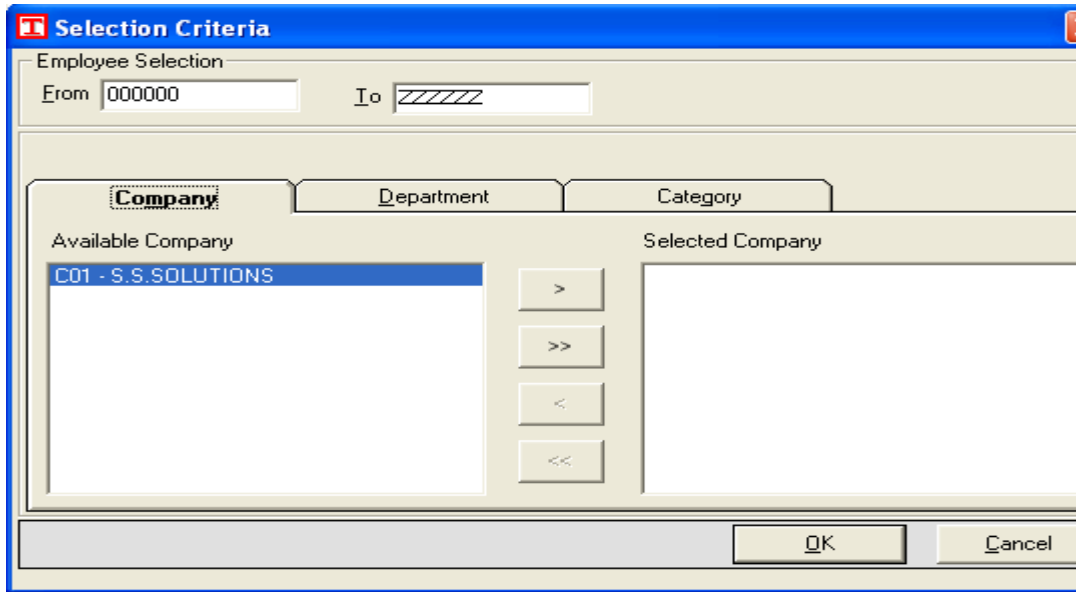 T Selection Criteria
Employee Selection
From 000000 To ZZZZZZ
Company Department Category
Available Company Selected Company
C01 - S.S.SOLUTIONS
>
>>
<
<<
OK Cancel